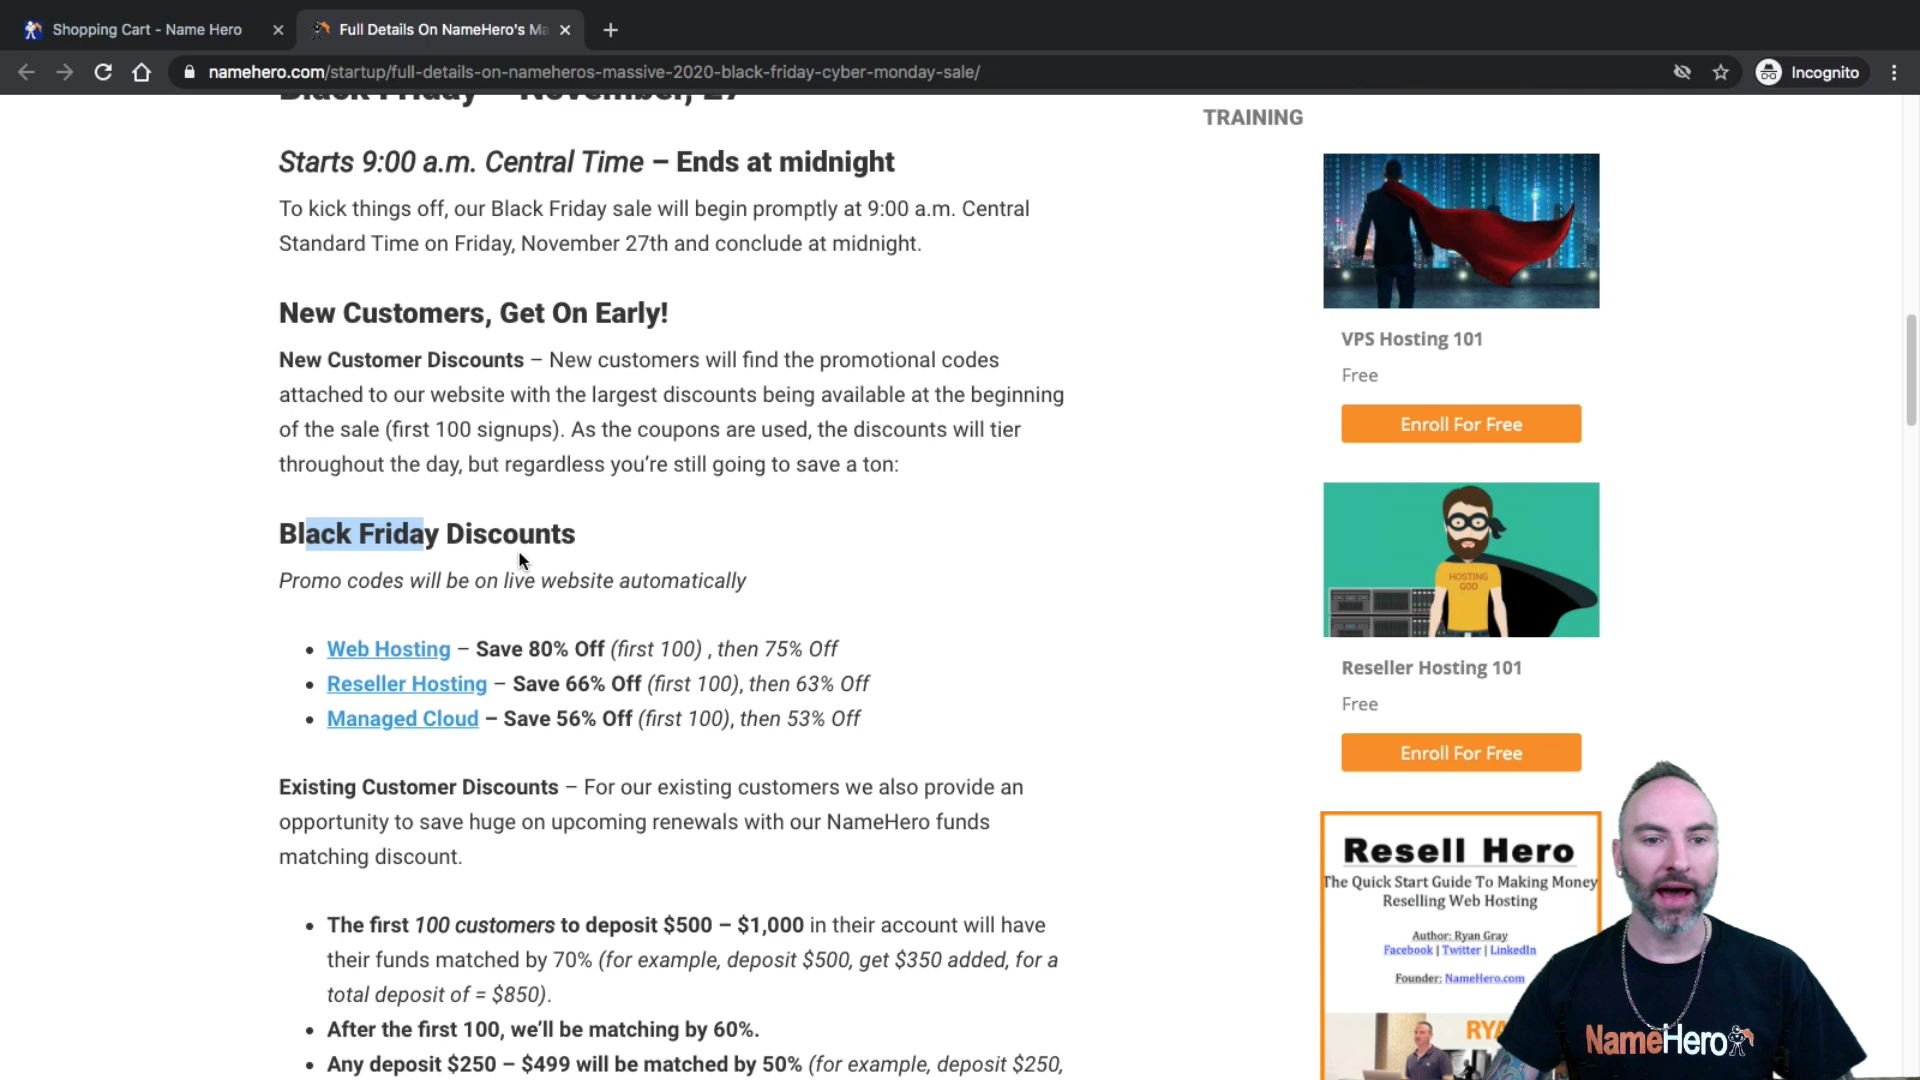 Shopping Cart - Name Hero
Full Details On NameHero's Ma
namehero.com/startup/full-details-on-nameheros-massive-2020-black-friday-cyber-monday-sale/
Incognito
Black Friday – November, 27
Starts 9:00 a.m. Central Time – Ends at midnight
To kick things off, our Black Friday sale will begin promptly at 9:00 a.m. Central
Standard Time on Friday, November 27th and conclude at midnight.
New Customers, Get On Early!
New Customer Discounts – New customers will find the promotional codes
attached to our website with the largest discounts being available at the beginning
of the sale (first 100 signups). As the coupons are used, the discounts will tier
throughout the day, but regardless you're still going to save a ton:
Black Friday Discounts
Promo codes will be on live website automatically
• Web Hosting – Save 80% Off (first 100) , then 75% Off
• Reseller Hosting – Save 66% Off (first 100), then 63% Off
• Managed Cloud – Save 56% Off (first 100), then 53% Off
Existing Customer Discounts – For our existing customers we also provide an
opportunity to save huge on upcoming renewals with our NameHero funds
matching discount.
• The first 100 customers to deposit $500 – $1,000 in their account will have
their funds matched by 70% (for example, deposit $500, get $350 added, for a
total deposit of = $850).
• After the first 100, we'll be matching by 60%.
• Any deposit $250 – $499 will be matched by 50% (for example, deposit $250,
TRAINING
VPS Hosting 101
Free
Enroll For Free
HOSTING
GOD
Reseller Hosting 101
Free
Enroll For Free
Resell Hero
The Quick Start Guide To Making Money
Reselling Web Hosting
Author: Ryan Gray
Facebook | Twitter | LinkedIn
Founder: NameHero.com
RYA
NameHero